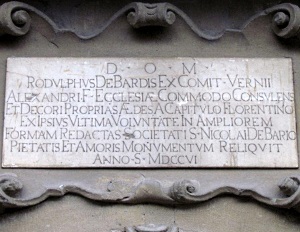 D O M
RODVLPHVS DE BARDIS EX COMIT · VERNII
ALEXANDRI F · ECCLESIÆ COMMODO CONSVLENS
ET DECORI PROPRIAS ÆDES A CAPITVLO FLORENTINO
EX IPSIVS VLTIMA VOLVNTATE IN AMPLIOREM
FORMAM REDACTAS SOCIETATI S · NICOLAI DE BARIO
PIETATIS ET AMORIS MONVMENTVM RELIQVIT
ANNO · S · MDCCVI